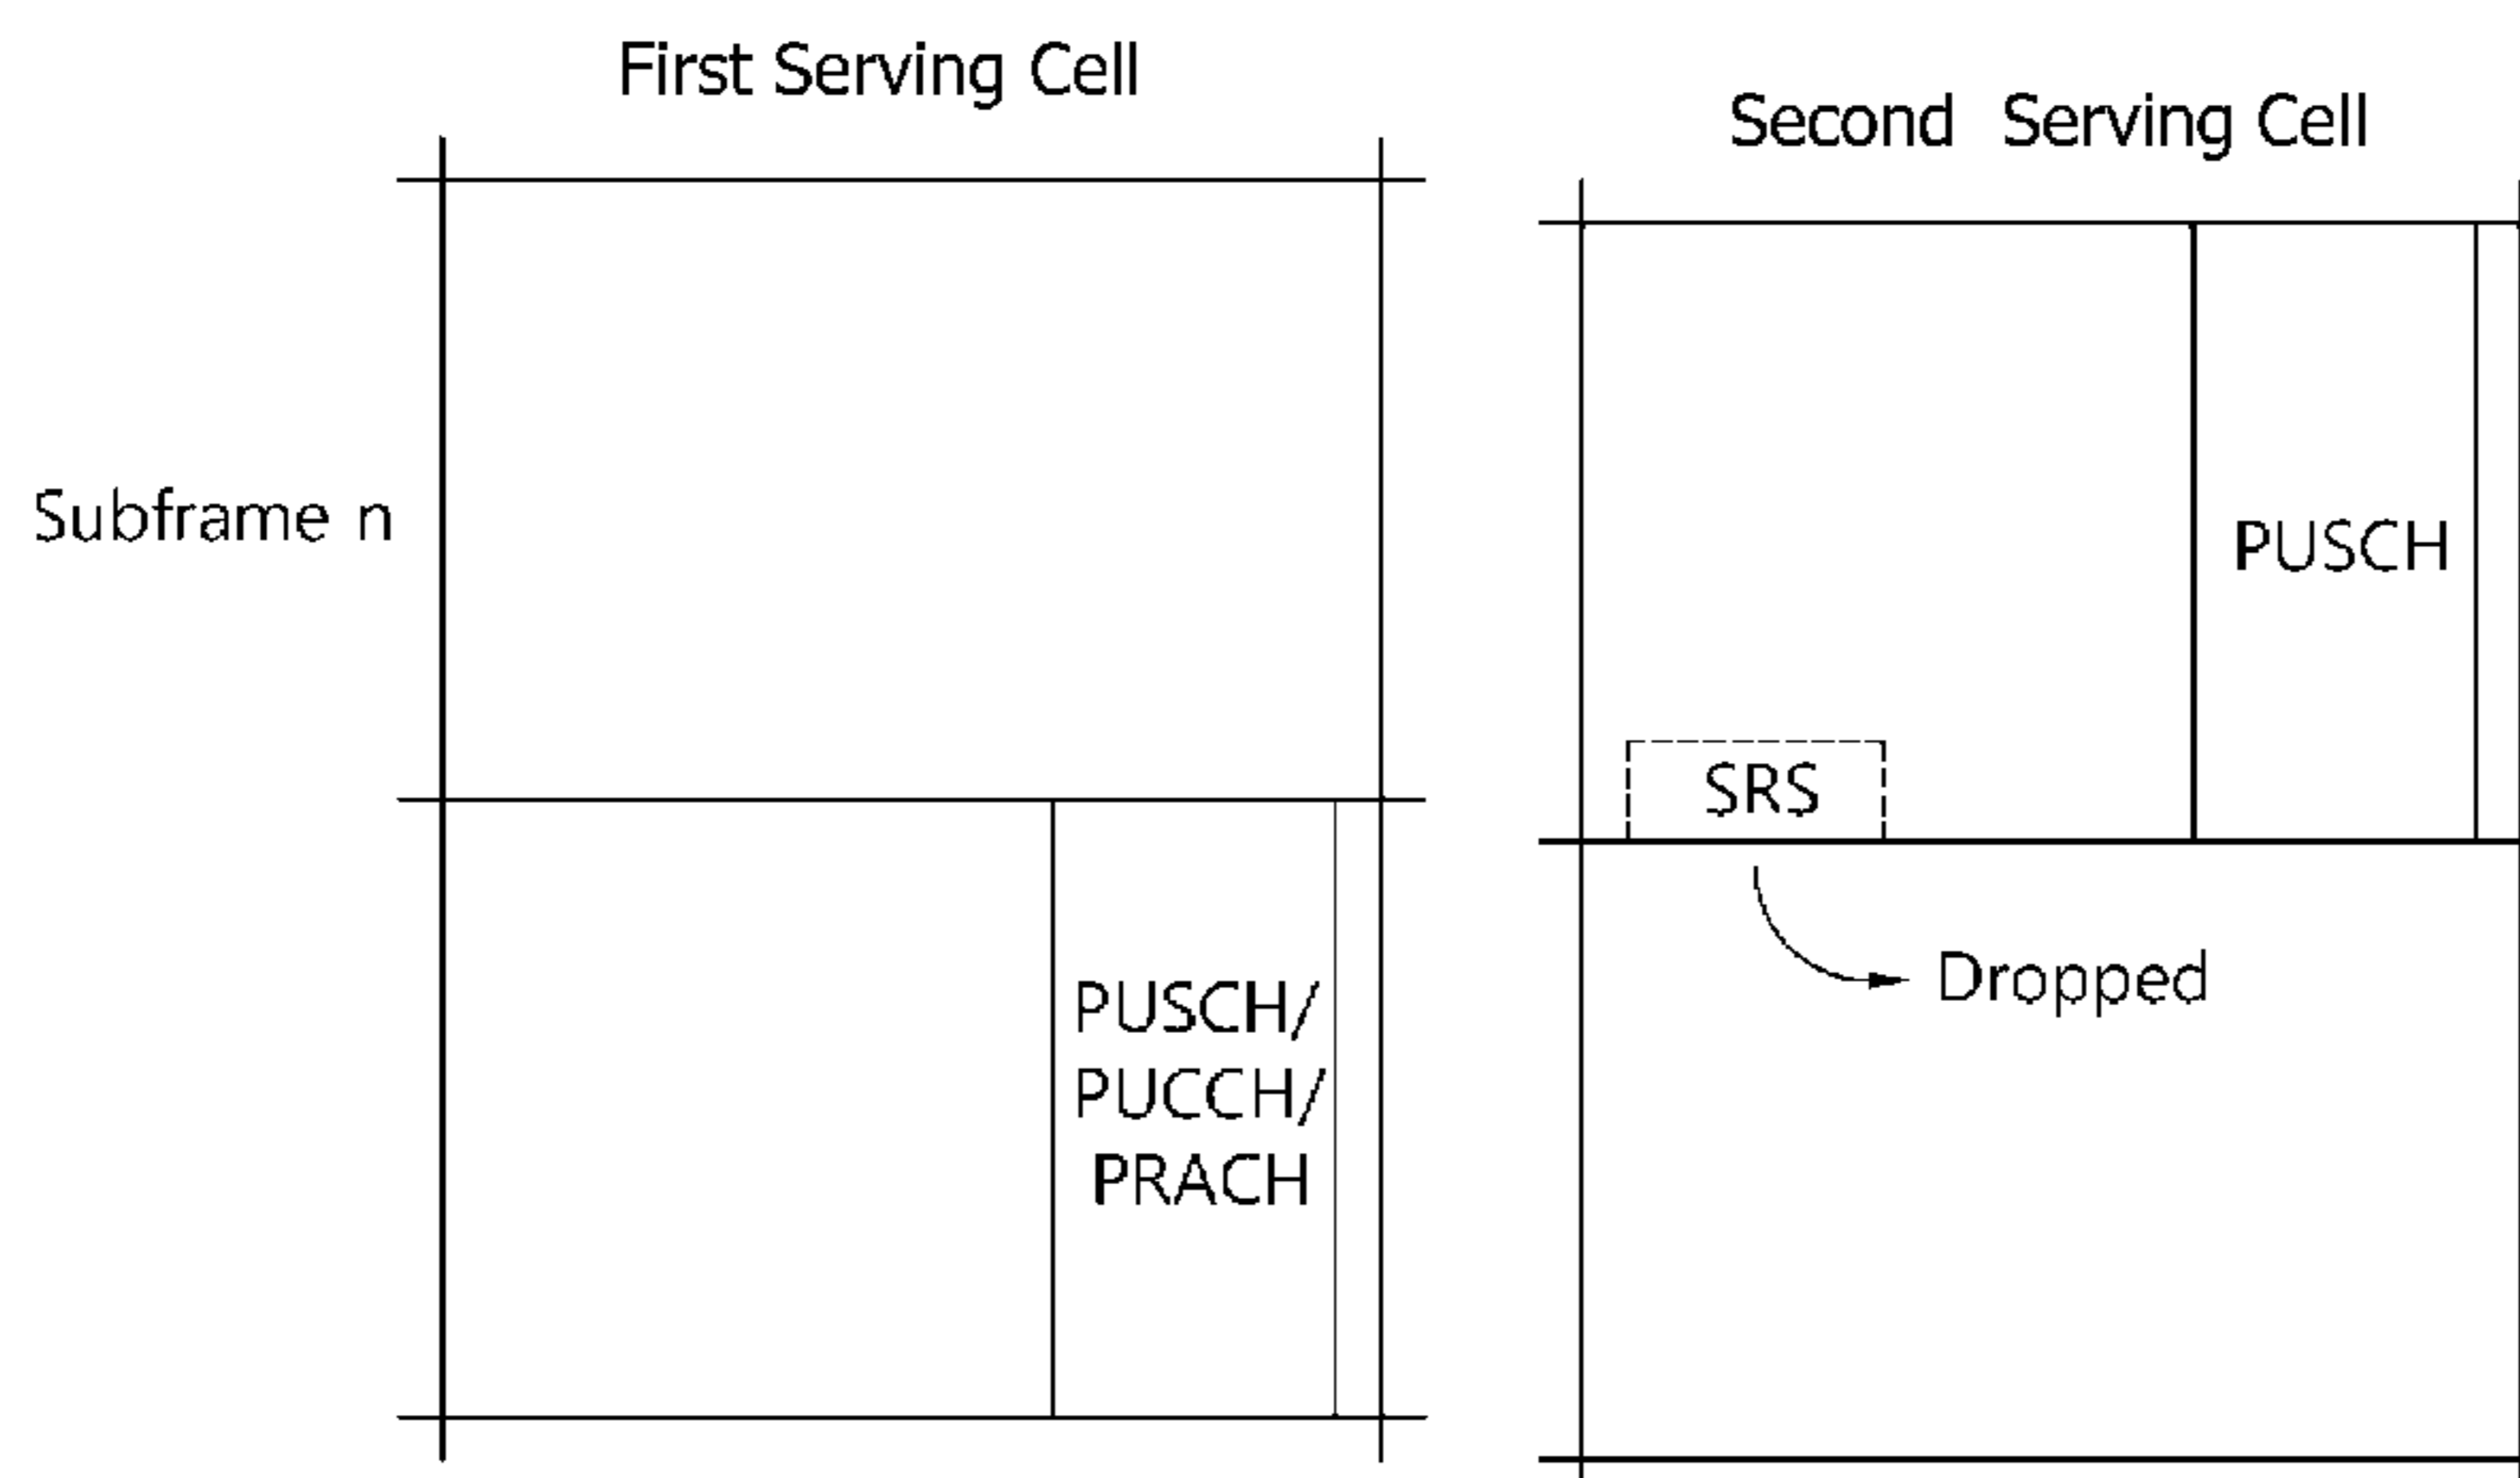 First Serving Cell
Second Serving Cell
Subframe n
PUSCH
SRS
Dropped
PUSCH/
PUCCH/
PRACH